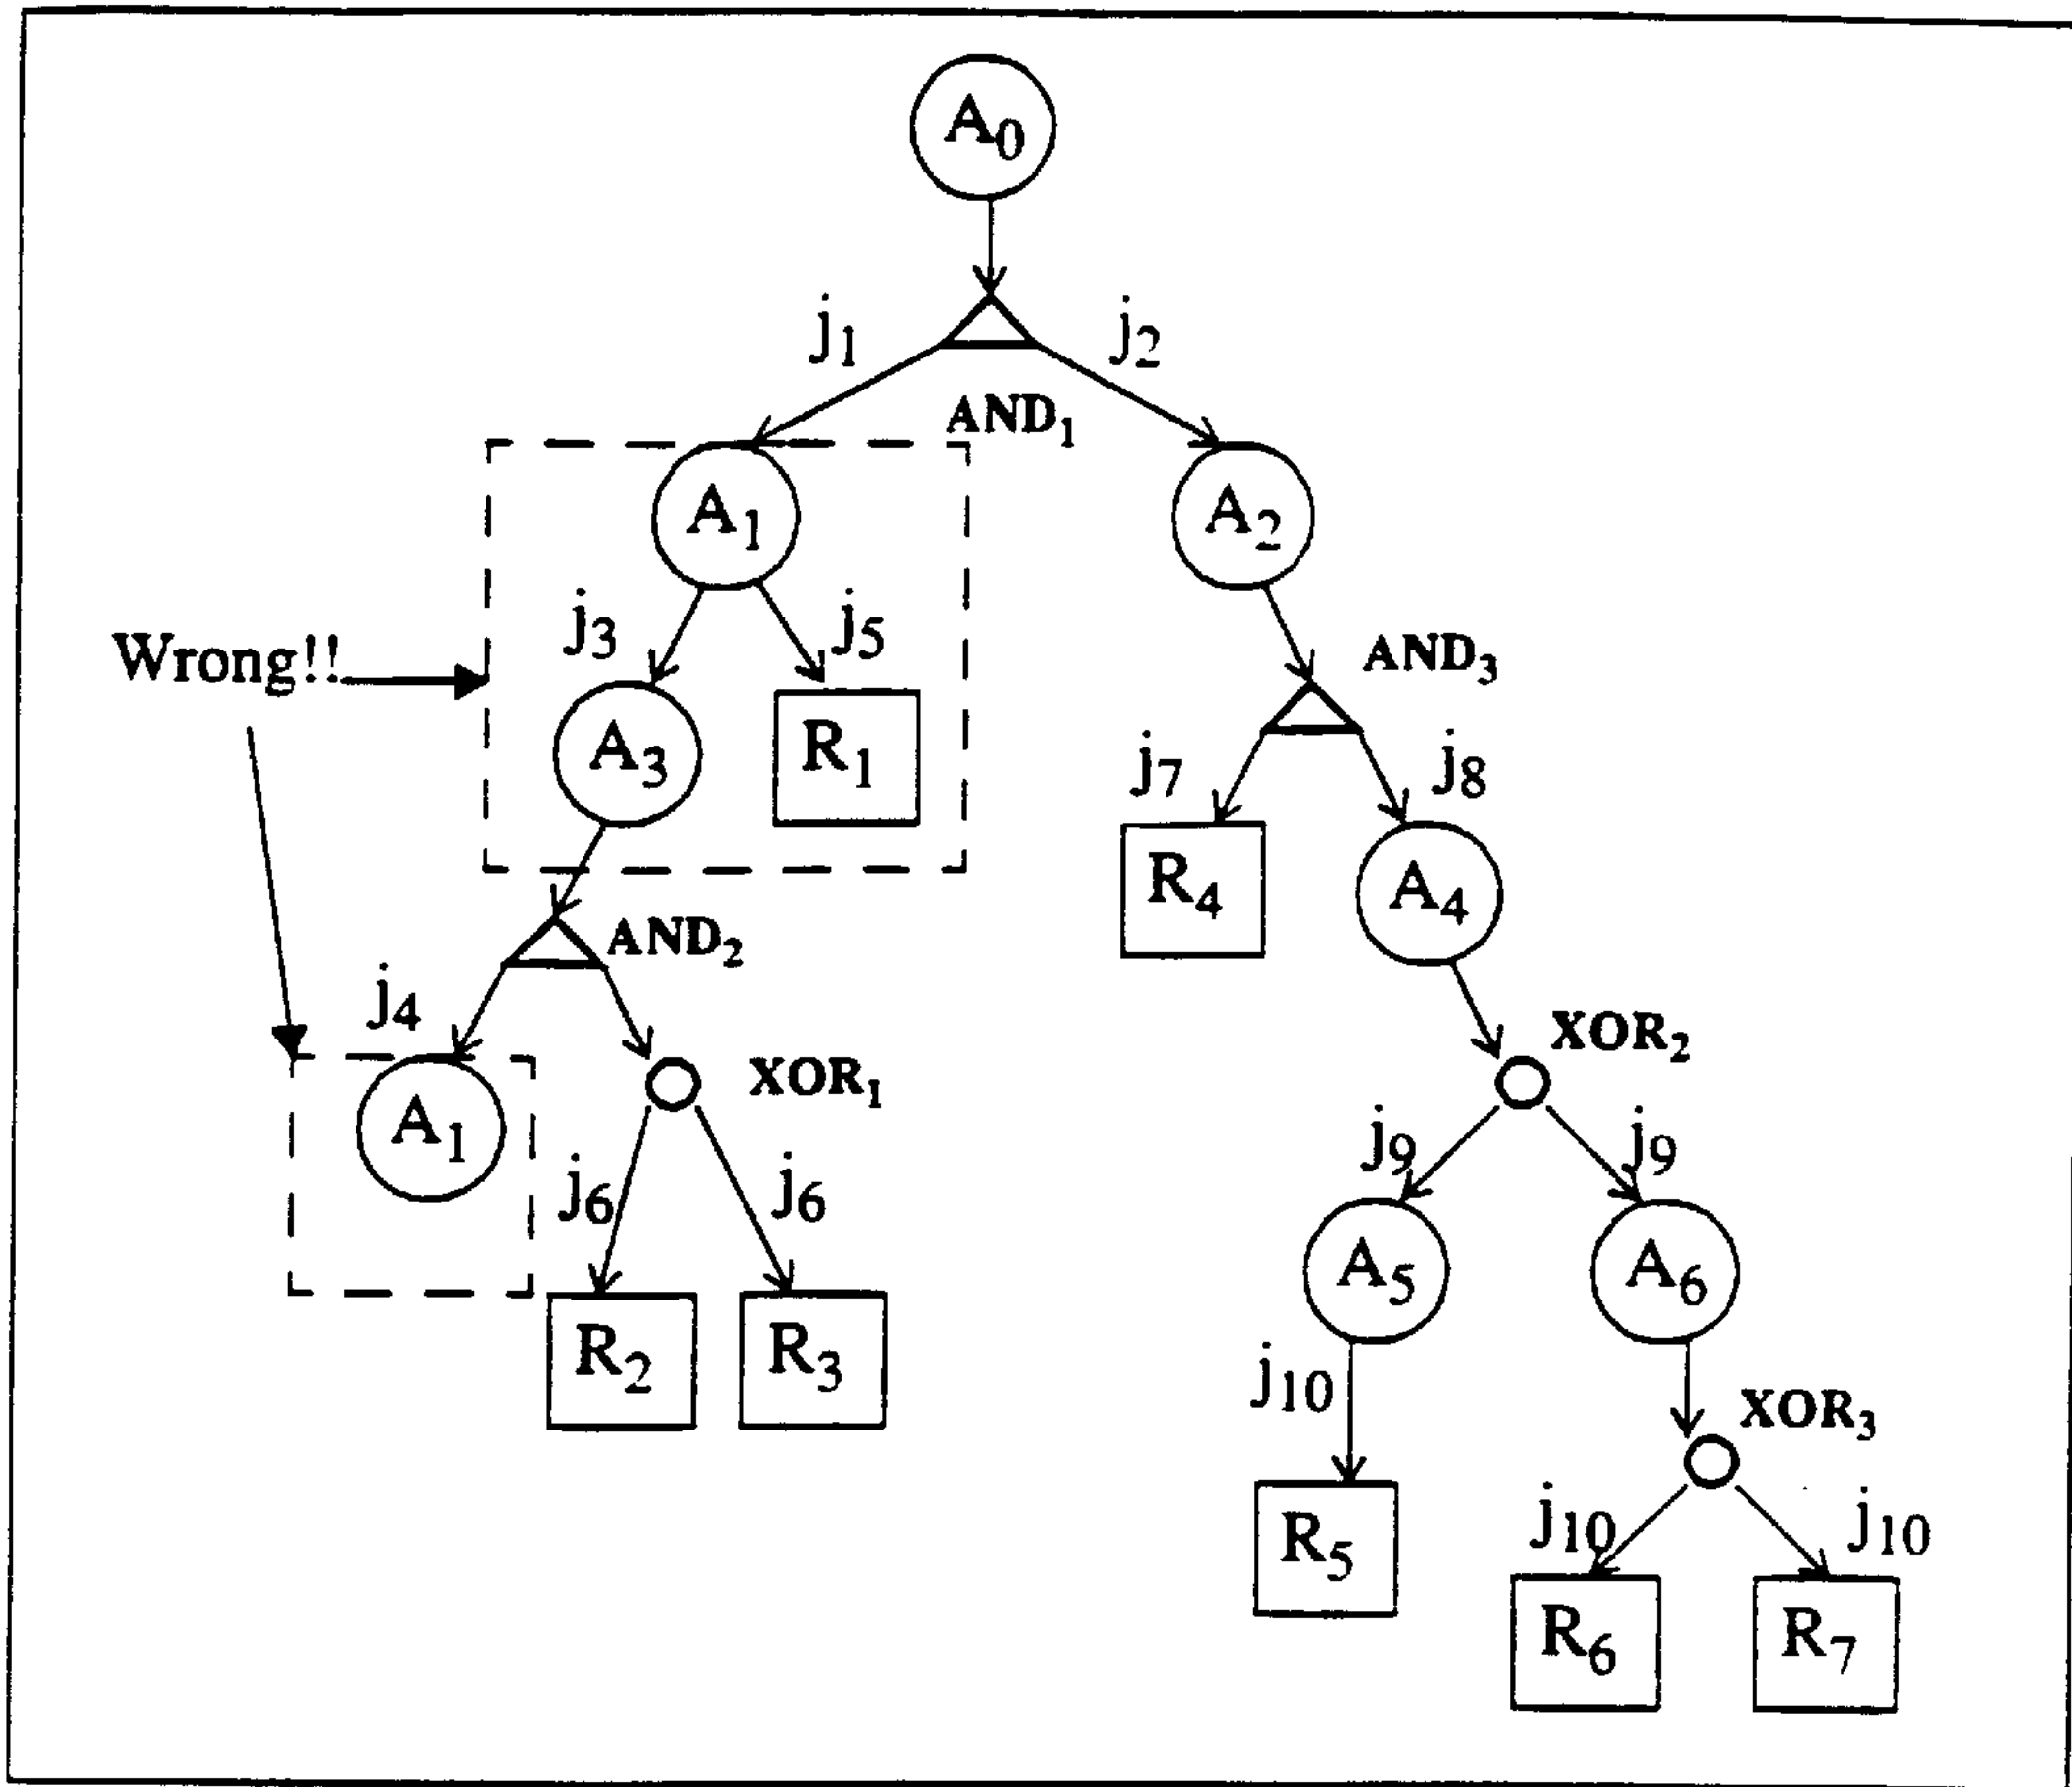 A₀
j₁
j₂
AND₁
A₁
A₂
j₃
j₅
Wrong!!
AND₃
A₃
R₁
j₇
j₈
R₄
A₄
AND₂
j₄
XOR₂
A₁
XOR₁
j₉
j₉
j₆
j₆
A₅
A₆
R₂
R₃
j₁₀
XOR₃
R₅
j₁₀
j₁₀
R₆
R₇